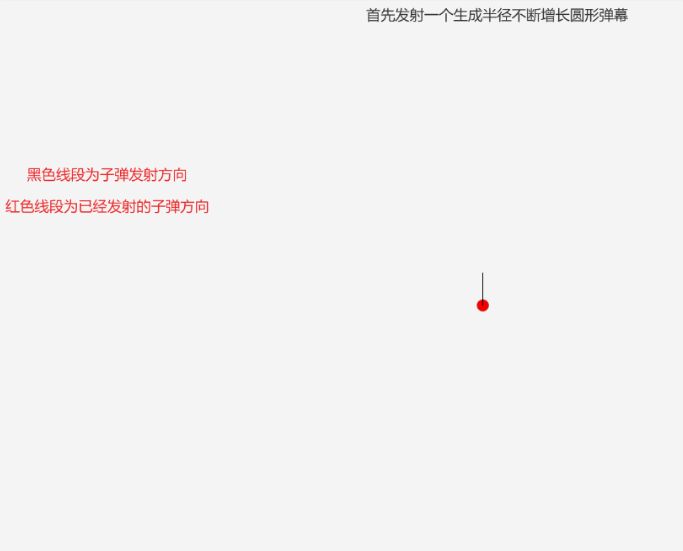 首先发射一个生成半径不断增长圆形弹幕
黑色线段为子弹发射方向
红色线段为已经发射的子弹方向